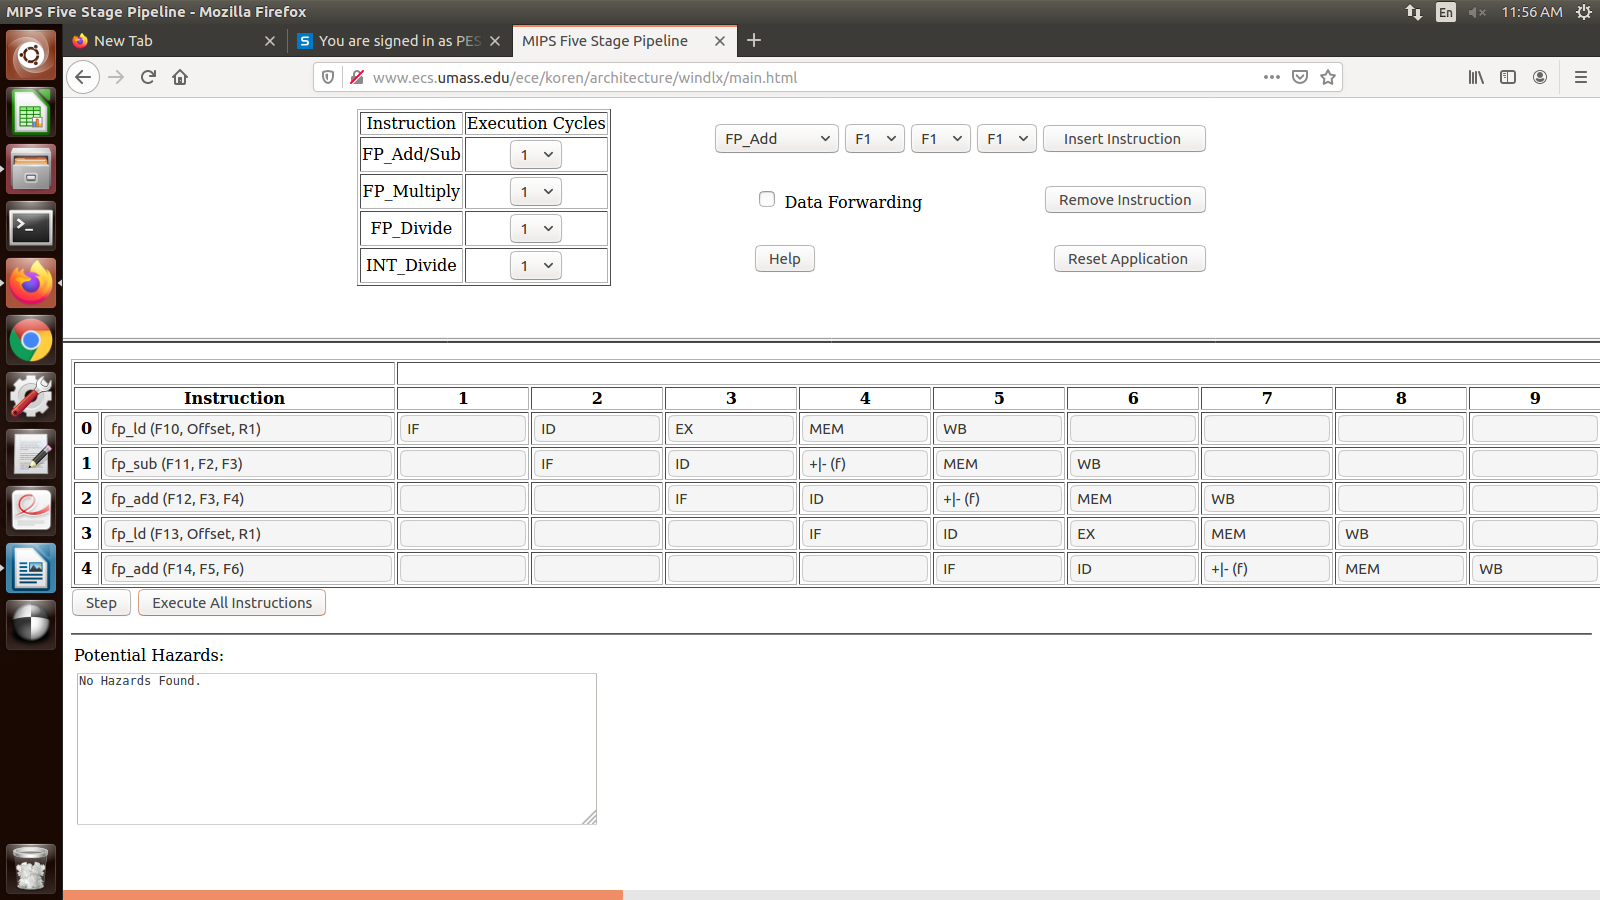 MIPS Five Stage Pipeline - Mozilla Firefox En 11:56 AM
New Tab S You are signed in as PES MIPS Five Stage Pipeline
www.ecs.umass.edu/ece/koren/architecture/windlx/main.html
Instruction Execution Cycles
FP_Add/Sub 1
FP_Multiply 1
FP_Divide 1
INT_Divide 1
FP_Add F1 F1 F1 Insert Instruction
Data Forwarding Remove Instruction
Help Reset Application
Instruction 1 2 3 4 5 6 7 8 9
0 fp_ld (F10, Offset, R1) IF ID EX MEM WB
1 fp_sub (F11, F2, F3) IF ID +|- (f) MEM WB
2 fp_add (F12, F3, F4) IF ID +|- (f) MEM WB
3 fp_ld (F13, Offset, R1) IF ID EX MEM WB
4 fp_add (F14, F5, F6) IF ID +|- (f) MEM WB
Step Execute All Instructions
Potential Hazards:
No Hazards Found.